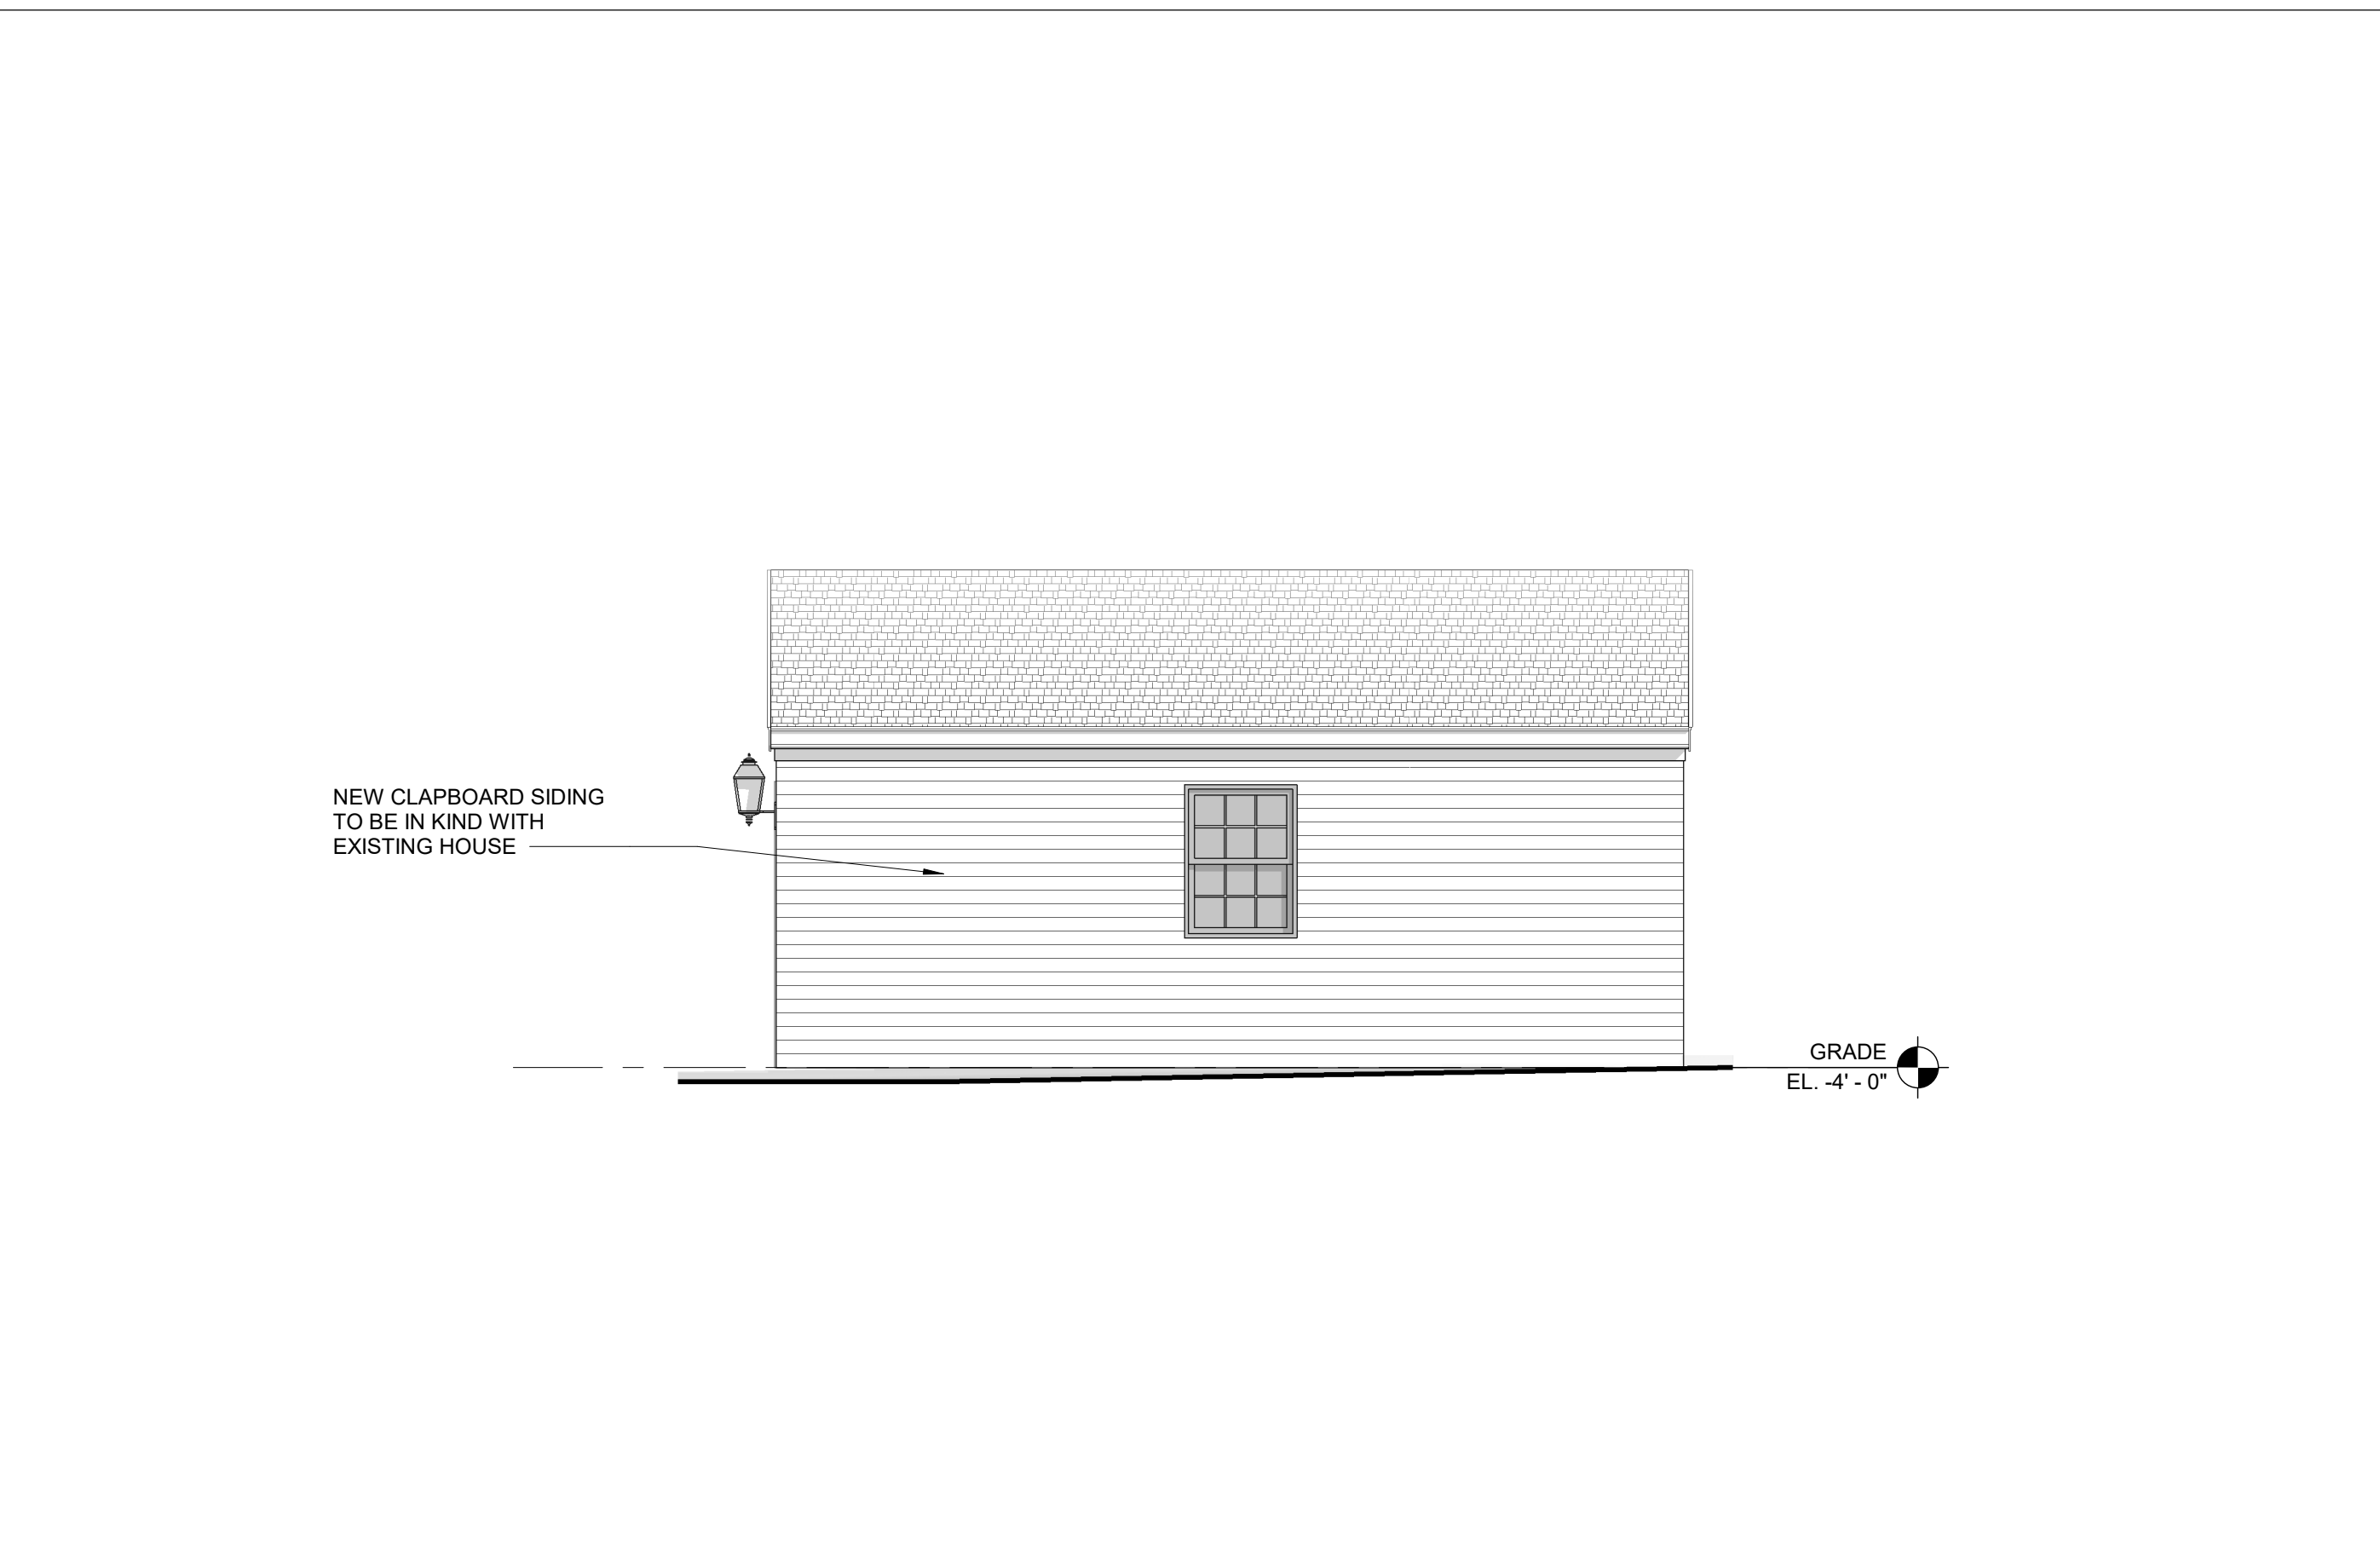 NEW CLAPBOARD SIDING
TO BE IN KIND WITH
EXISTING HOUSE
GRADE
EL. -4' - 0"